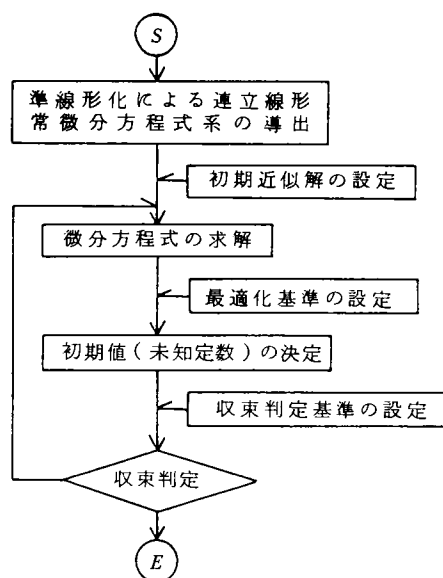 S
準線形化による連立線形
常微分方程式系の導出
初期近似解の設定
微分方程式の求解
最適化基準の設定
初期値(未知定数)の決定
収束判定基準の設定
収束判定
E